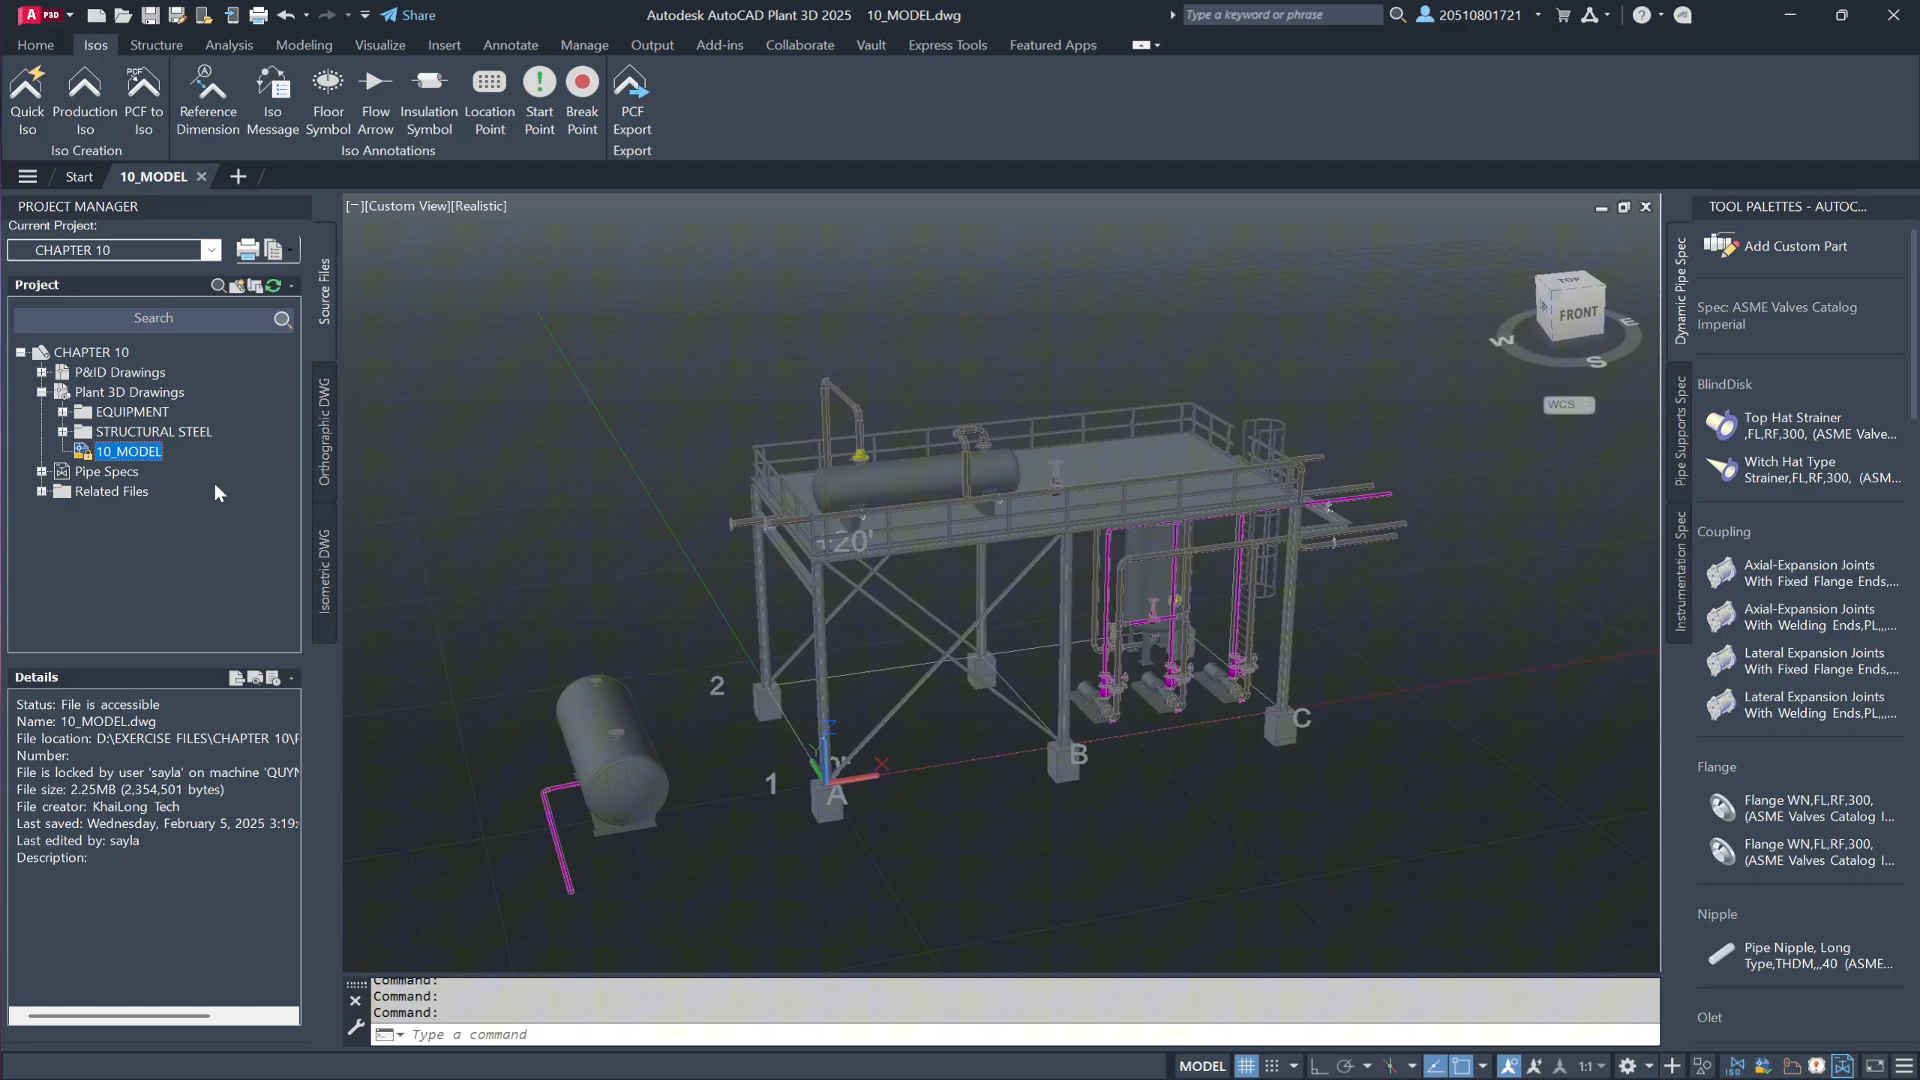 A P3D
Share
Autodesk AutoCAD Plant 3D 2025 10_MODEL.dwg
Type a keyword or phrase
20510801721
Home Isos Structure Analysis Modeling Visualize Insert Annotate Manage Output Add-ins Collaborate Vault Express Tools Featured Apps
Quick Iso
Production Iso
PCF to Iso
Reference Dimension
Iso Message
Floor Symbol
Flow Arrow
Insulation Symbol
Location Point
Start Point
Break Point
PCF Export
Iso Creation
Iso Annotations
Export
Start
10_MODEL
PROJECT MANAGER
Current Project:
CHAPTER 10
Project
Search
CHAPTER 10
P&ID Drawings
Plant 3D Drawings
EQUIPMENT
STRUCTURAL STEEL
10_MODEL
Pipe Specs
Related Files
Source Files
Orthographic DWG
Isometric DWG
Details
Status: File is accessible
Name: 10_MODEL.dwg
File location: D:\EXERCISE FILES\CHAPTER 10\
Number:
File is locked by user 'sayla' on machine 'QUYN
File size: 2.25MB (2,354,501 bytes)
File creator: KhaiLong Tech
Last saved: Wednesday, February 5, 2025 3:19:
Last edited by: sayla
Description:
[−][Custom View][Realistic]
TOP
FRONT
W
S
E
WCS
20'
2
1
A
B
C
X
Y
Z
Command:
Command:
Command:
Type a command
MODEL
1:1
TOOL PALETTES - AUTOC...
Dynamic Pipe Spec
Pipe Supports Spec
Instrumentation Spec
Add Custom Part
Spec: ASME Valves Catalog
Imperial
BlindDisk
Top Hat Strainer
,FL,RF,300, (ASME Valve...
Witch Hat Type
Strainer,FL,RF,300, (ASM...
Coupling
Axial-Expansion Joints
With Fixed Flange Ends,...
Axial-Expansion Joints
With Welding Ends,PL,,,...
Lateral Expansion Joints
With Fixed Flange Ends,...
Lateral Expansion Joints
With Welding Ends,PL,,,...
Flange
Flange WN,FL,RF,300,
(ASME Valves Catalog I...
Flange WN,FL,RF,300,
(ASME Valves Catalog I...
Nipple
Pipe Nipple, Long
Type,THDM,,,40 (ASME...
Olet